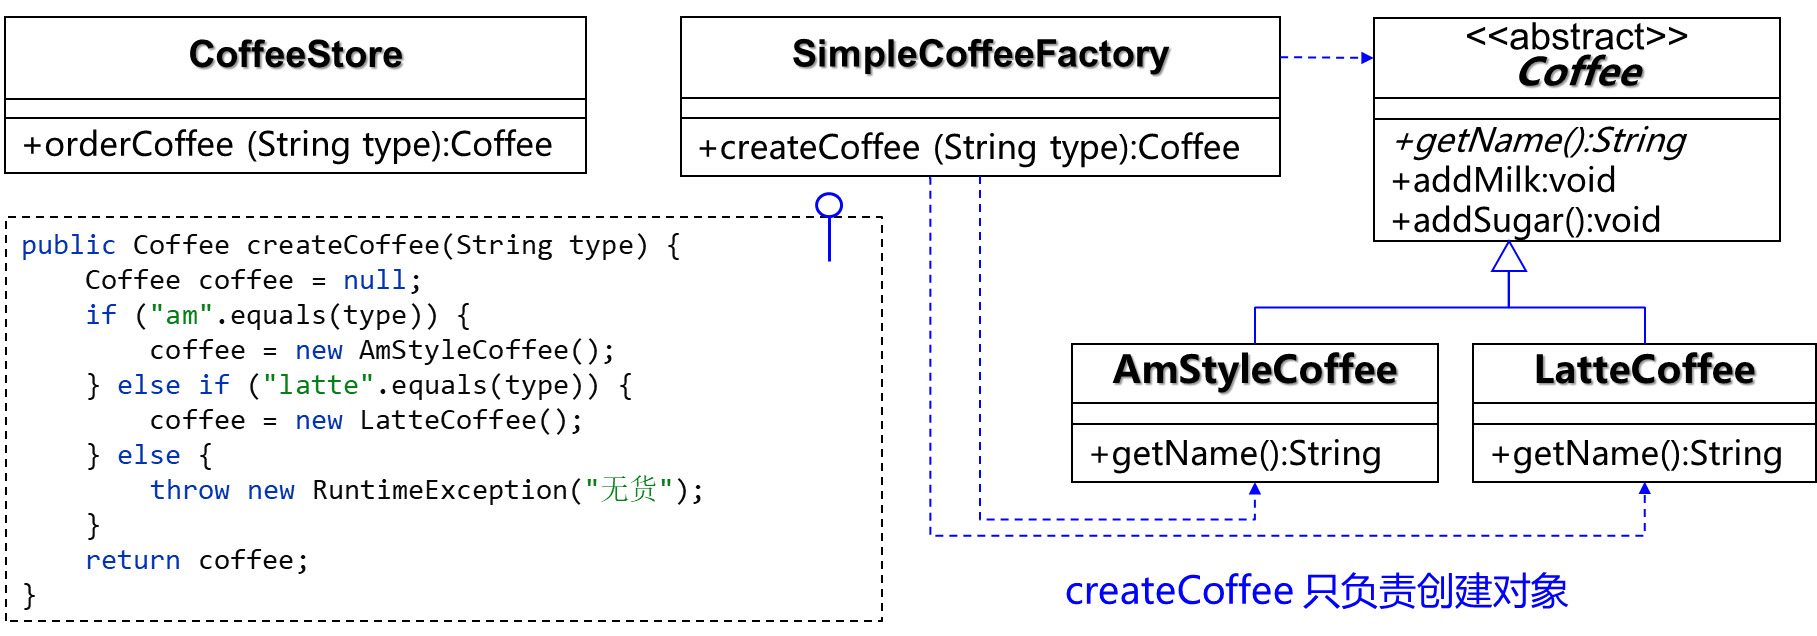 CoffeeStore
+orderCoffee (String type):Coffee
SimpleCoffeeFactory
+createCoffee (String type):Coffee
<<abstract>>
Coffee
+getName():String
+addMilk:void
+addSugar():void
public Coffee createCoffee(String type) {
    Coffee coffee = null;
    if ("am".equals(type)) {
        coffee = new AmStyleCoffee();
    } else if ("latte".equals(type)) {
        coffee = new LatteCoffee();
    } else {
        throw new RuntimeException("无货");
    }
    return coffee;
}
AmStyleCoffee
+getName():String
LatteCoffee
+getName():String
createCoffee 只负责创建对象